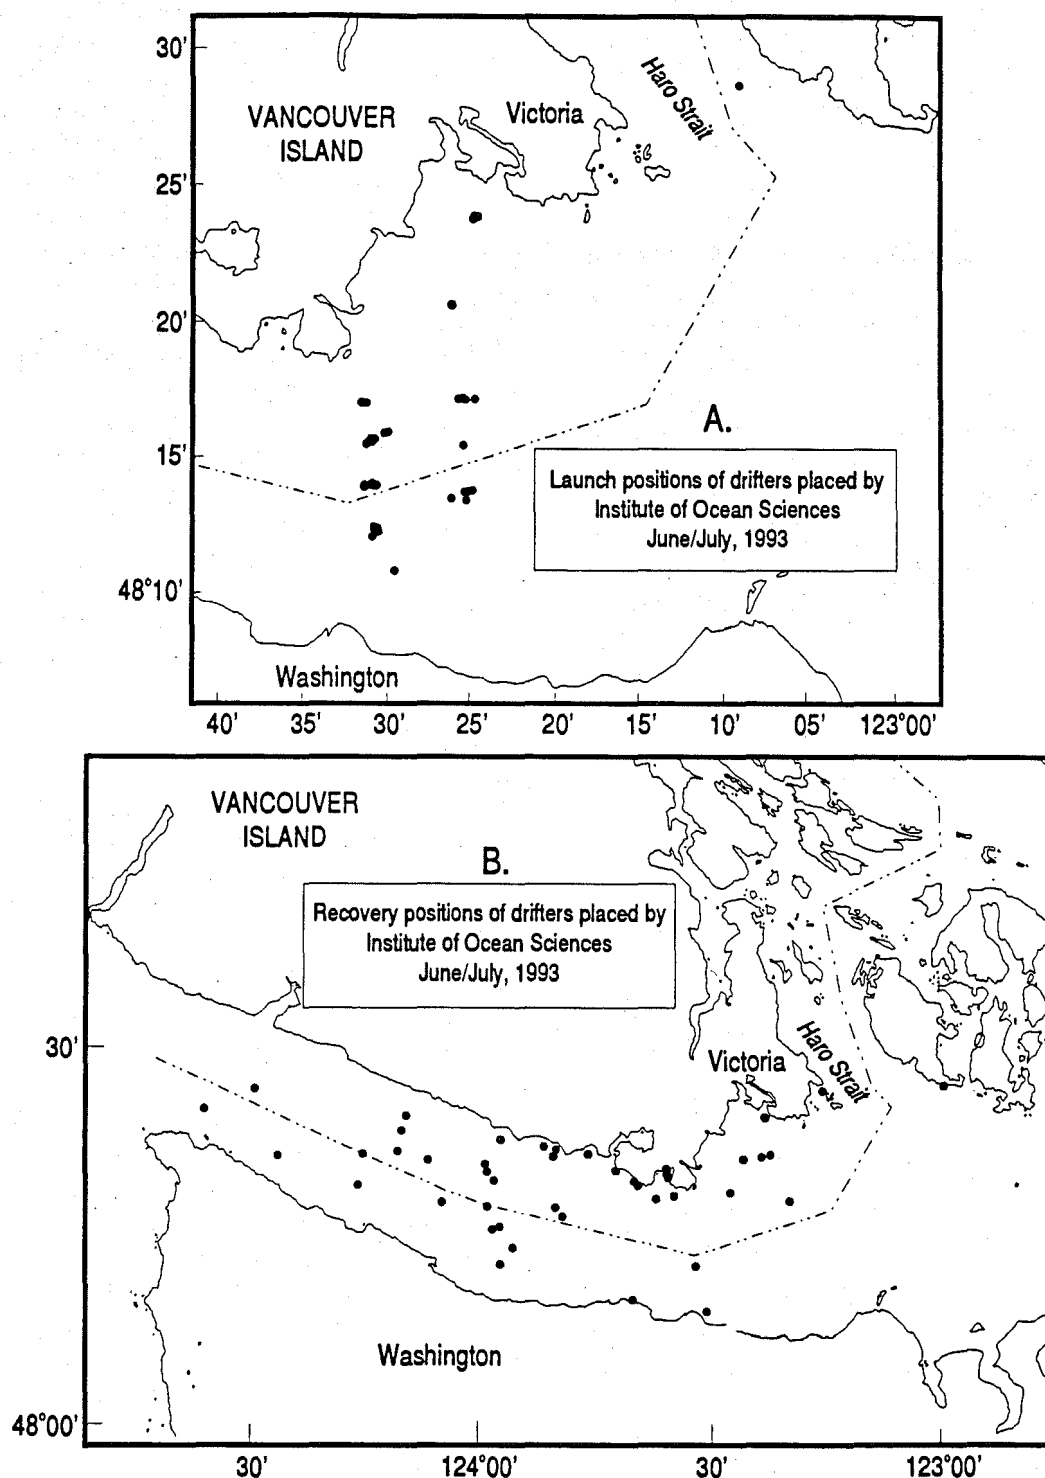 30'
VANCOUVER
ISLAND
Victoria
Haro Strait
25'
20'
15'
A.
Launch positions of drifters placed by
Institute of Ocean Sciences
June/July, 1993
48°10'
Washington
40'
35'
30'
25'
20'
15'
10'
05'
123°00'
VANCOUVER
ISLAND
B.
Recovery positions of drifters placed by
Institute of Ocean Sciences
June/July, 1993
30'
Victoria
Haro Strait
Washington
48°00'
30'
124°00'
30'
123°00'